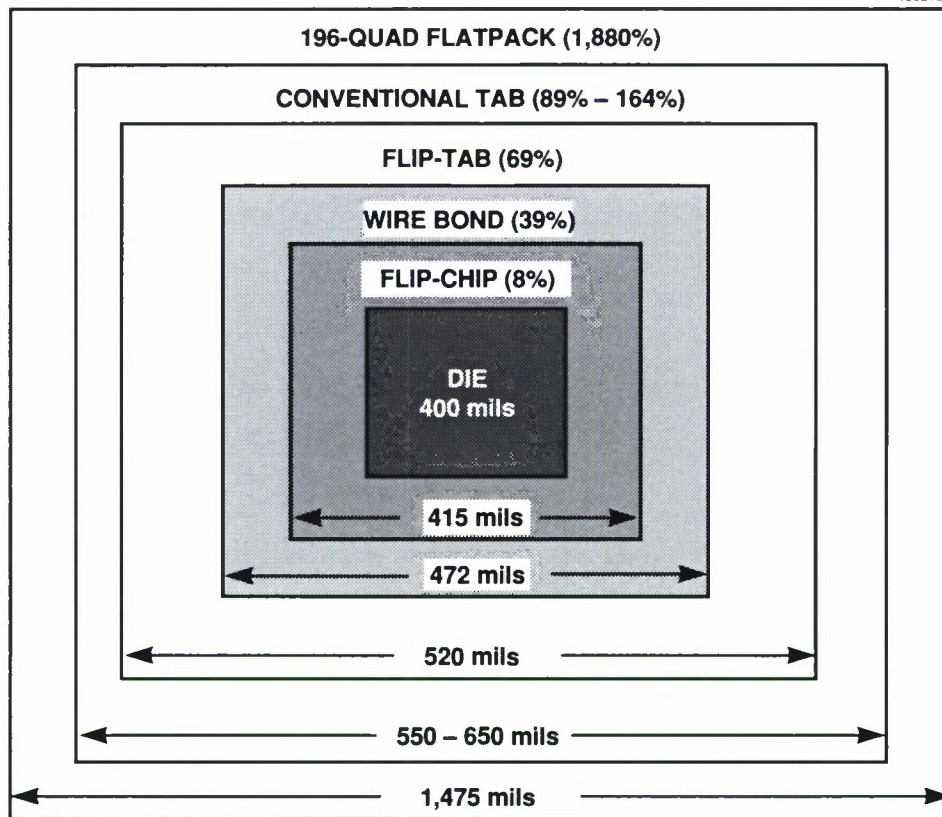 196-QUAD FLATPACK (1,880%)
CONVENTIONAL TAB (89% – 164%)
FLIP-TAB (69%)
WIRE BOND (39%)
FLIP-CHIP (8%)
DIE
400 mils
415 mils
472 mils
520 mils
550 – 650 mils
1,475 mils